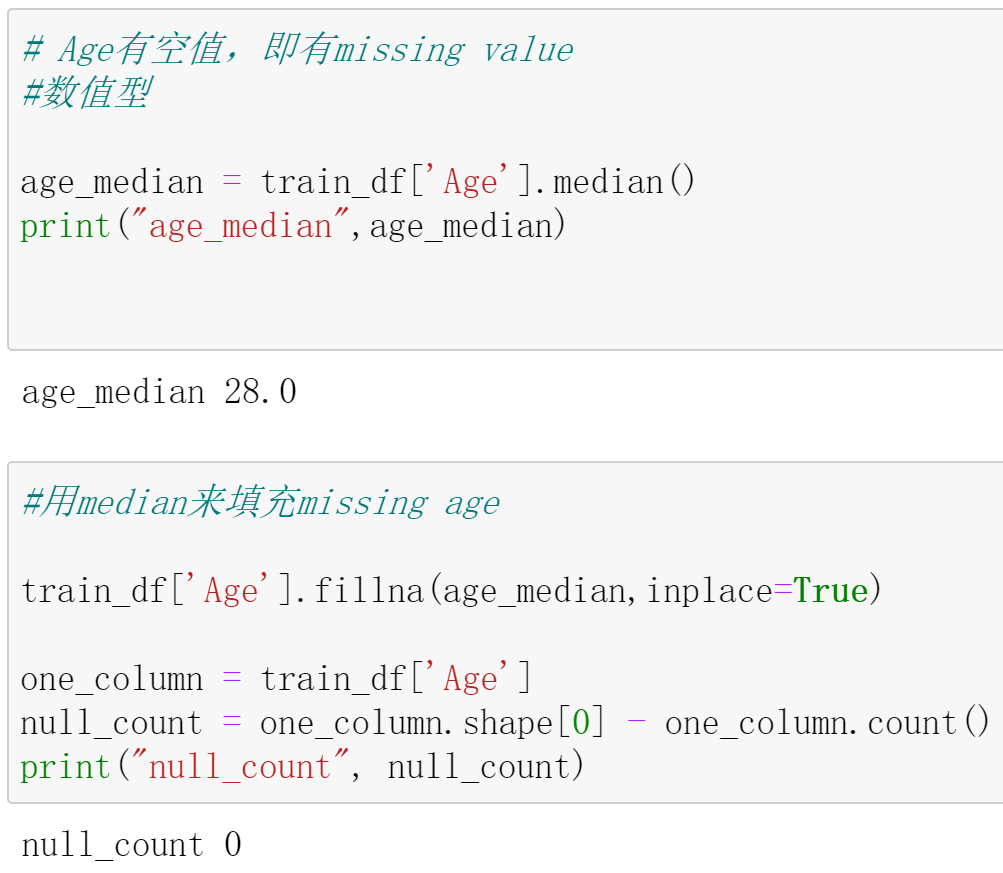 # Age有空值，即有missing value
#数值型
age_median = train_df['Age'].median()
print("age_median",age_median)
age_median 28.0
#用median来填充missing age
train_df['Age'].fillna(age_median,inplace=True)
one_column = train_df['Age']
null_count = one_column.shape[0] - one_column.count()
print("null_count", null_count)
null_count 0